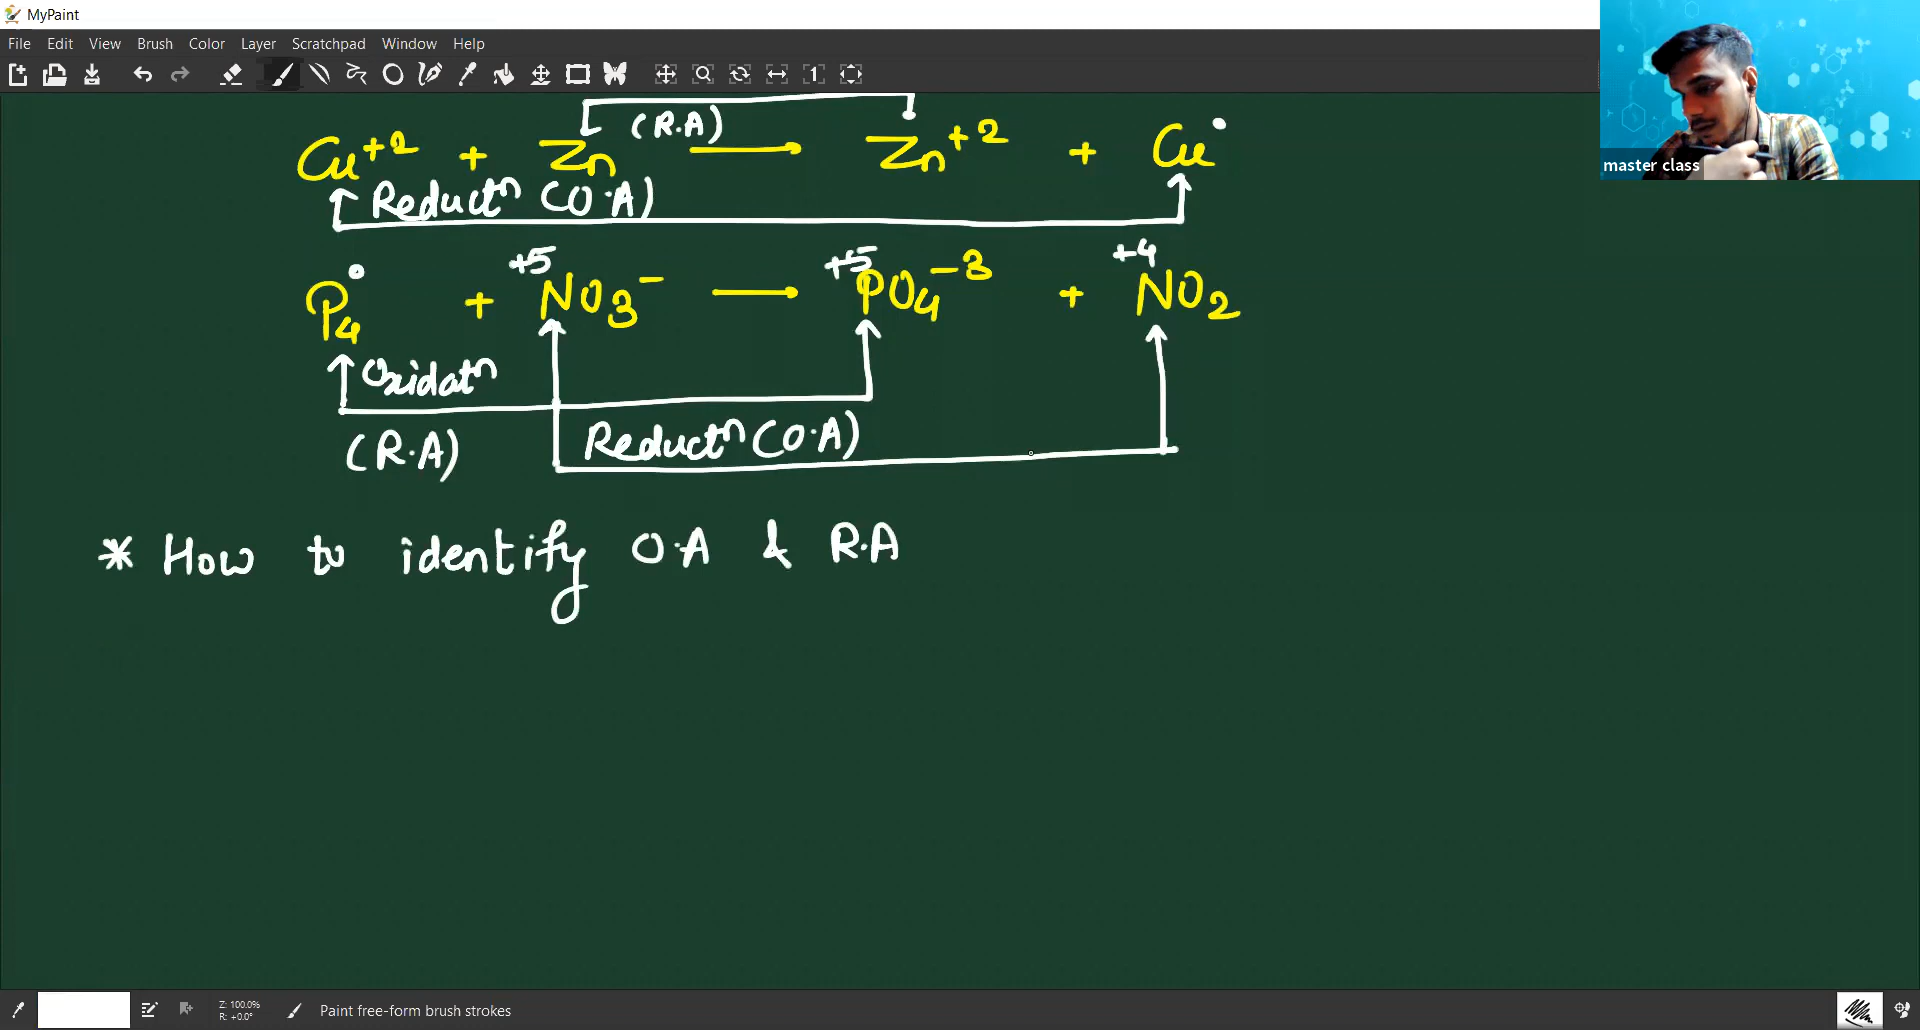 MyPaint
File Edit View Brush Color Layer Scratchpad Window Help
master class
(R.A)
Cu+2 + Zn → Zn+2 + Cu°
Reductn (O.A)
+5 +5 +4
P4° + NO3− → PO4−3 + NO2
Oxidatn
(R.A) Reductn (O.A)
* How to identify O.A & R.A
Z: 100.0%
R: +0.0°
Paint free-form brush strokes